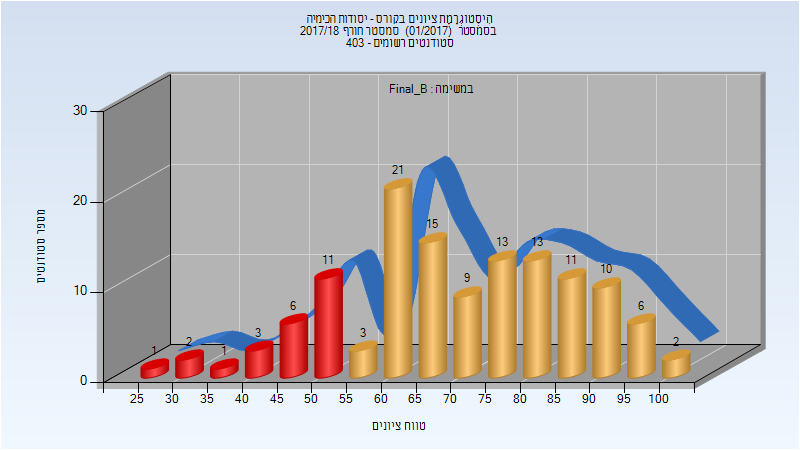 היסטוגרמת ציונים בקורס - יסודות הכימיה
בסמסטר (01/2017) סמסטר חורף 2017/18
סטודנטים רשומים - 403
במשימה : Final_B
מספר סטודנטים
30
20
10
0
1
2
1
3
6
11
3
21
15
9
13
13
11
10
6
2
25 30 35 40 45 50 55 60 65 70 75 80 85 90 95 100
טווח ציונים